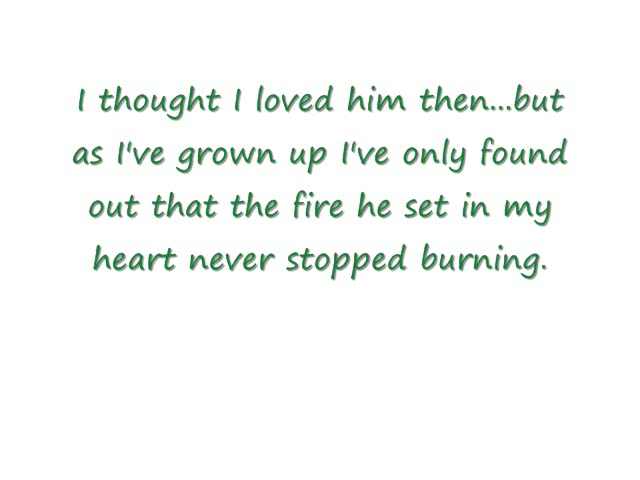 I thought I loved him then...but
as I've grown up I've only found
out that the fire he set in my
heart never stopped burning.